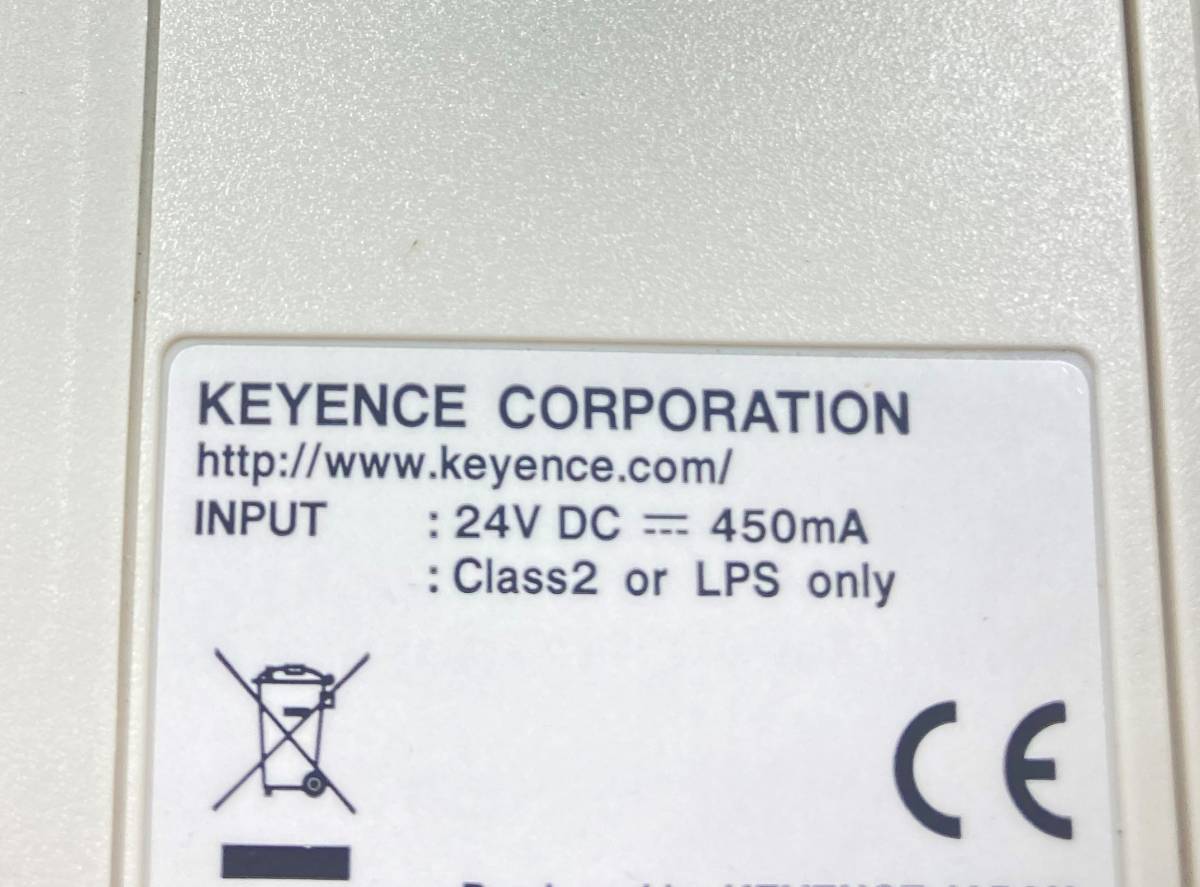 KEYENCE CORPORATION
http://www.keyence.com/
INPUT : 24V DC ⎓ 450mA
: Class2 or LPS only
CE